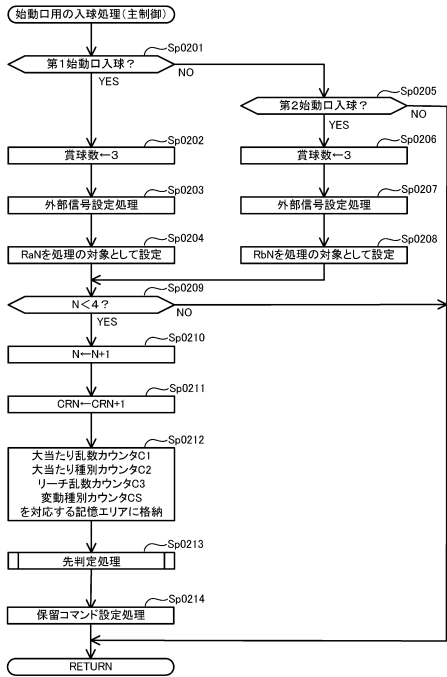 始動口用の入球処理(主制御)
Sp0201
第1始動口入球?
NO
YES
Sp0205
第2始動口入球?
NO
YES
Sp0202
賞球数←3
Sp0206
賞球数←3
Sp0203
外部信号設定処理
Sp0207
外部信号設定処理
Sp0204
RaNを処理の対象として設定
Sp0208
RbNを処理の対象として設定
Sp0209
N<4?
NO
YES
Sp0210
N←N+1
Sp0211
CRN←CRN+1
Sp0212
大当たり乱数カウンタC1
大当たり種別カウンタC2
リーチ乱数カウンタC3
変動種別カウンタCS
を対応する記憶エリアに格納
Sp0213
先判定処理
Sp0214
保留コマンド設定処理
RETURN